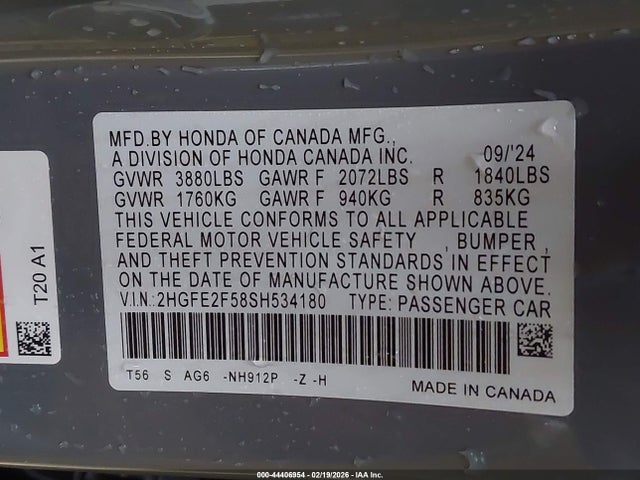 MFD.BY HONDA OF CANADA MFG.,
A DIVISION OF HONDA CANADA INC. 09/'24
GVWR 3880LBS GAWR F 2072LBS R 1840LBS
GVWR 1760KG GAWR F 940KG R 835KG
THIS VEHICLE CONFORMS TO ALL APPLICABLE
FEDERAL MOTOR VEHICLE SAFETY , BUMPER ,
AND THEFT PREVENTION STANDARDS IN EFFECT
ON THE DATE OF MANUFACTURE SHOWN ABOVE.
V.I.N.:2HGFE2F58SH534180 TYPE: PASSENGER CAR
T56 S AG6 -NH912P -Z -H
MADE IN CANADA
T20 A1
000-44406954 - 02/19/2026 - IAA Inc.